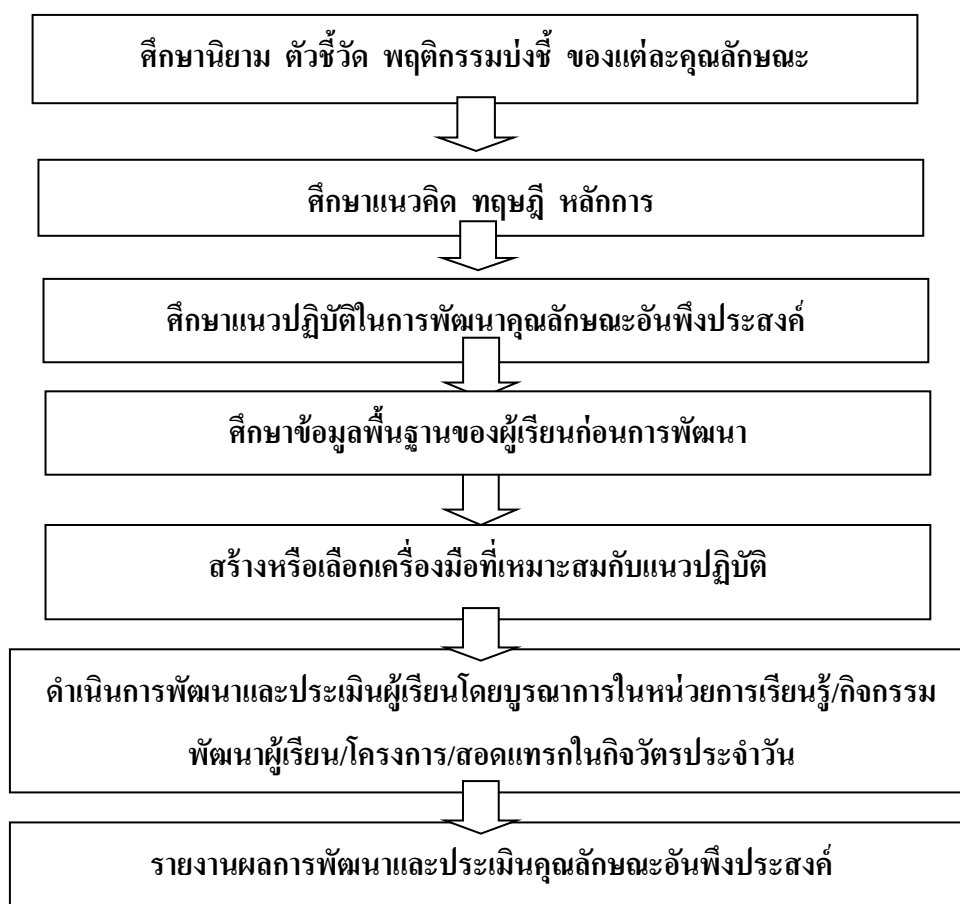 ศึกษานิยาม ตัวชี้วัด พฤติกรรมบ่งชี้ ของแต่ละคุณลักษณะ
ศึกษาแนวคิด ทฤษฎี หลักการ
ศึกษาแนวปฏิบัติในการพัฒนาคุณลักษณะอันพึงประสงค์
ศึกษาข้อมูลพื้นฐานของผู้เรียนก่อนการพัฒนา
สร้างหรือเลือกเครื่องมือที่เหมาะสมกับแนวปฏิบัติ
ดำเนินการพัฒนาและประเมินผู้เรียนโดยบูรณาการในหน่วยการเรียนรู้/กิจกรรม
พัฒนาผู้เรียน/โครงการ/สอดแทรกในกิจวัตรประจำวัน
รายงานผลการพัฒนาและประเมินคุณลักษณะอันพึงประสงค์